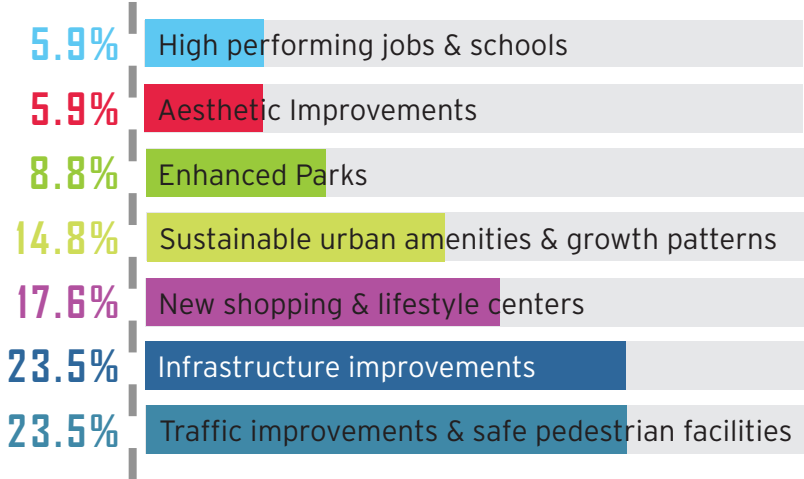 5.9% High performing jobs & schools
5.9% Aesthetic Improvements
8.8% Enhanced Parks
14.8% Sustainable urban amenities & growth patterns
17.6% New shopping & lifestyle centers
23.5% Infrastructure improvements
23.5% Traffic improvements & safe pedestrian facilities